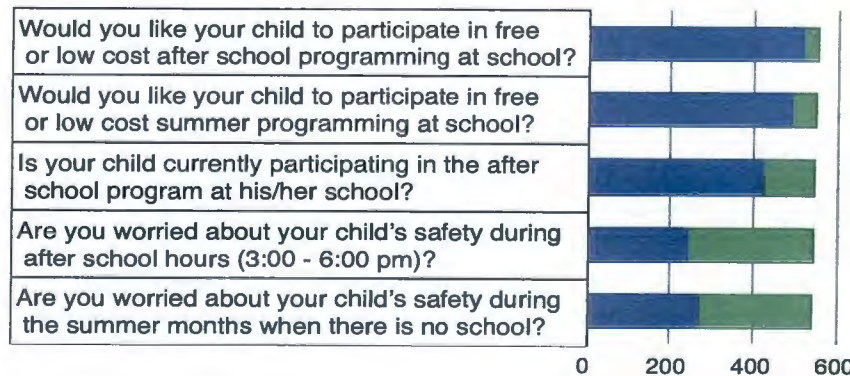 Would you like your child to participate in free
or low cost after school programming at school?
Would you like your child to participate in free
or low cost summer programming at school?
Is your child currently participating in the after
school program at his/her school?
Are you worried about your child's safety during
after school hours (3:00 - 6:00 pm)?
Are you worried about your child's safety during
the summer months when there is no school?
0 200 400 600